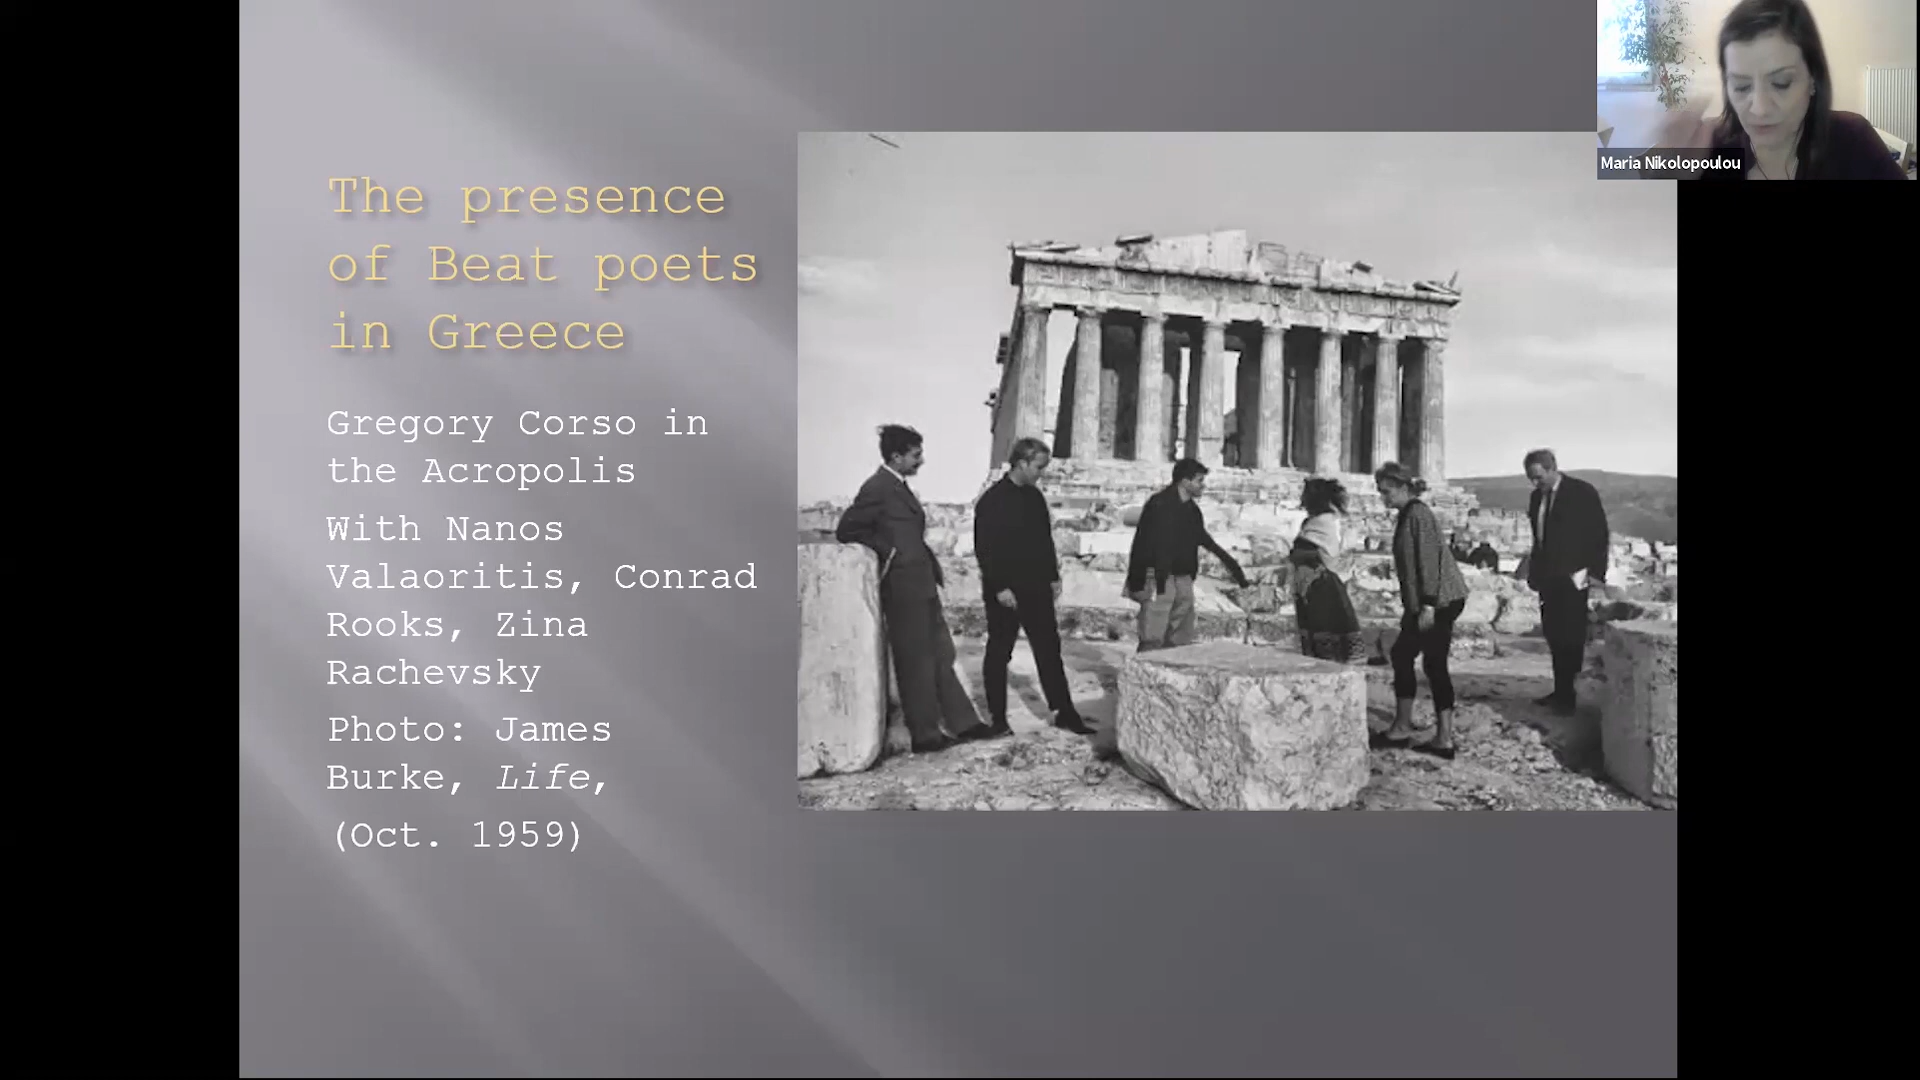 The presence
of Beat poets
in Greece
Gregory Corso in
the Acropolis
With Nanos
Valaoritis, Conrad
Rooks, Zina
Rachevsky
Photo: James
Burke, Life,
(Oct. 1959)
Maria Nikolopoulou